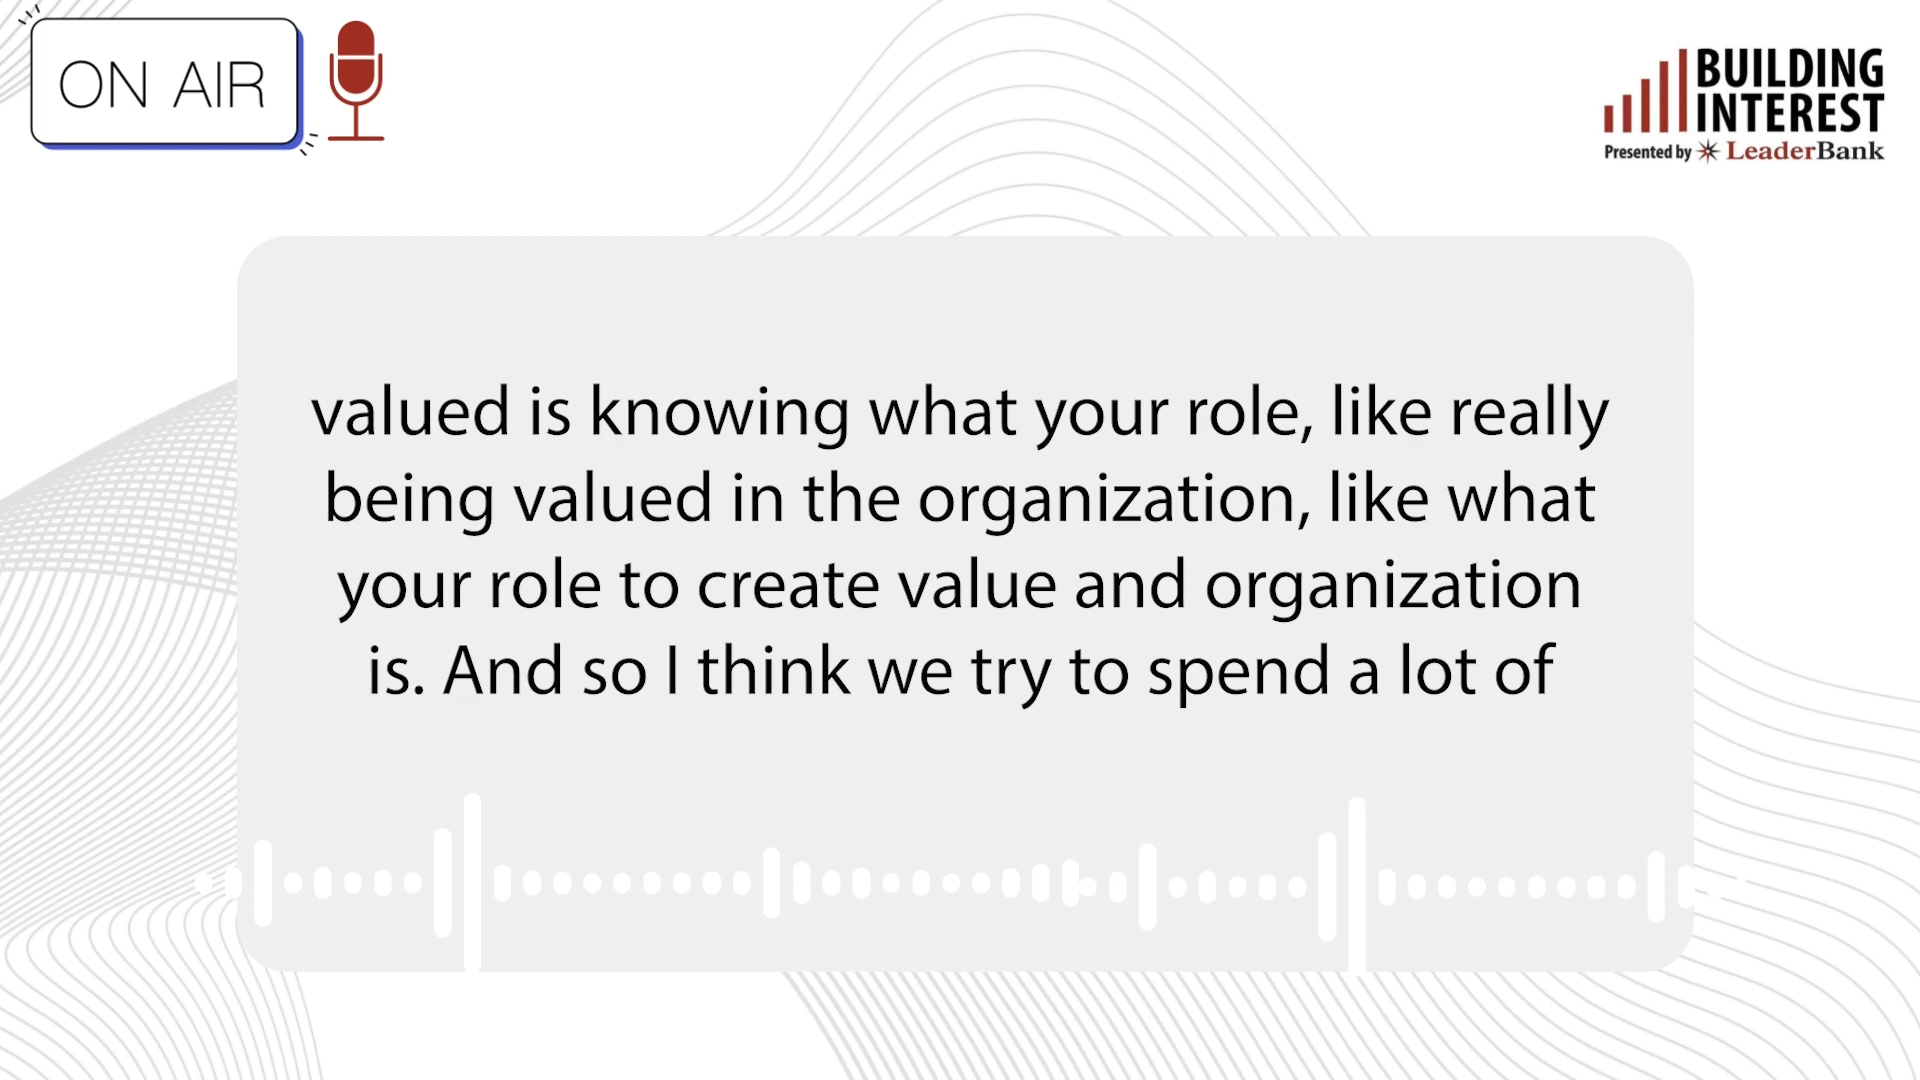 ON AIR
BUILDING
INTEREST
Presented by LeaderBank
valued is knowing what your role, like really
being valued in the organization, like what
your role to create value and organization
is. And so I think we try to spend a lot of